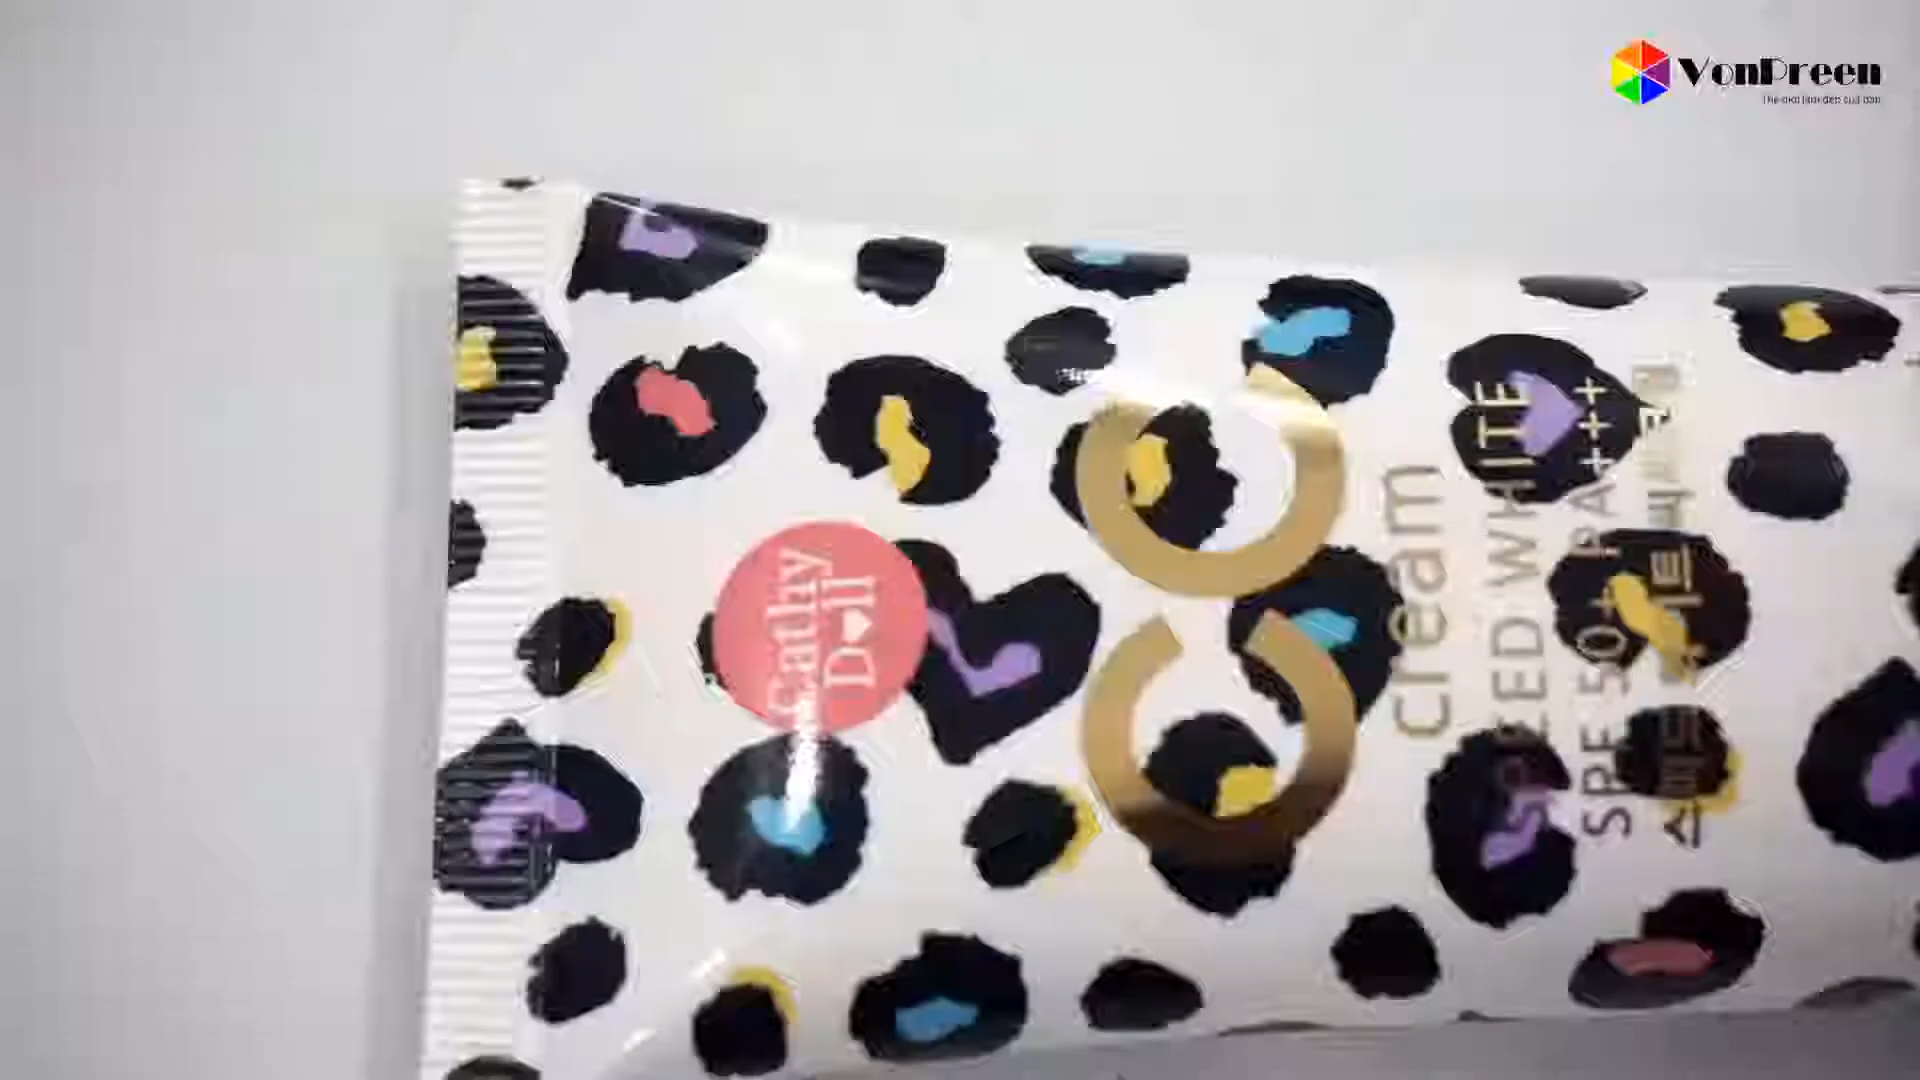 VonPreen
Cathy
Doll
CC
cream
SPEED WHITE
SPF 50+ PA+++